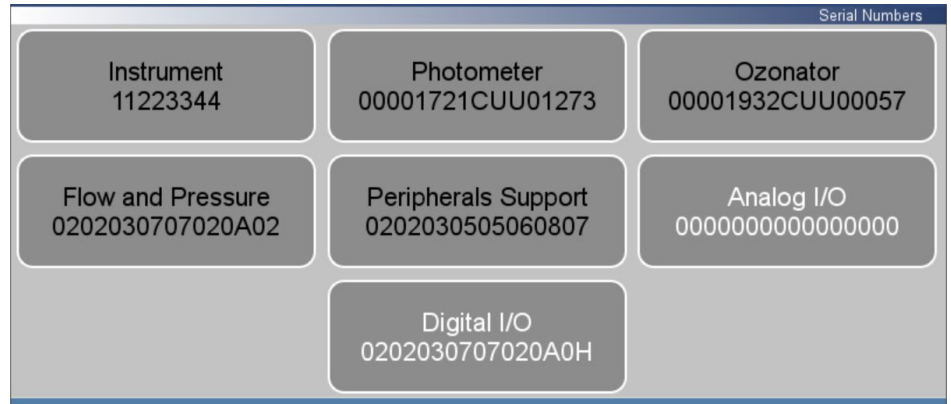 Serial Numbers
Instrument
11223344
Photometer
00001721CUU01273
Ozonator
00001932CUU00057
Flow and Pressure
0202030707020A02
Peripherals Support
0202030505060807
Analog I/O
0000000000000000
Digital I/O
0202030707020A0H